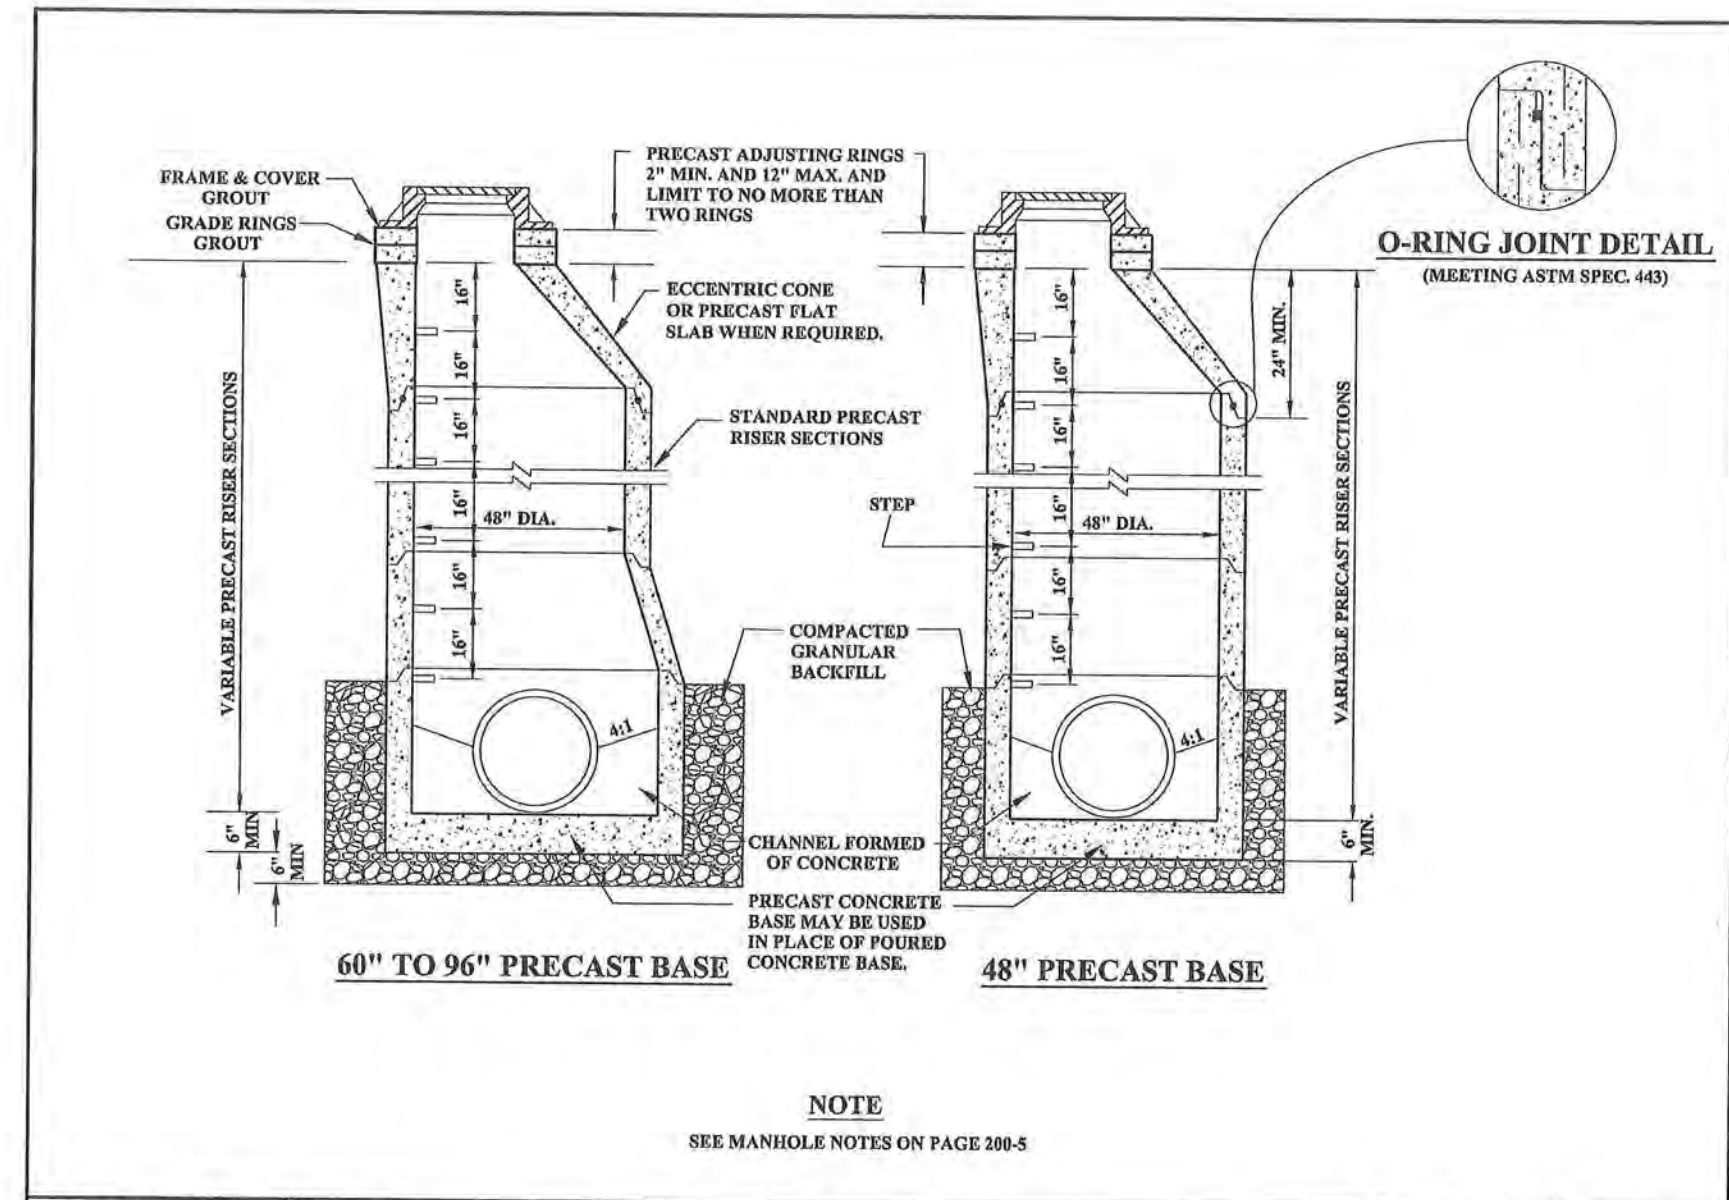 FRAME & COVER
GROUT
GRADE RINGS
GROUT
PRECAST ADJUSTING RINGS
2" MIN. AND 12" MAX. AND
LIMIT TO NO MORE THAN
TWO RINGS
O-RING JOINT DETAIL
(MEETING ASTM SPEC. 443)
ECCENTRIC CONE
OR PRECAST FLAT
SLAB WHEN REQUIRED.
STANDARD PRECAST
RISER SECTIONS
VARIABLE PRECAST RISER SECTIONS
16"
16"
16"
16"
16"
16"
48" DIA.
STEP
16"
16"
16"
16"
16"
16"
48" DIA.
24" MIN.
VARIABLE PRECAST RISER SECTIONS
COMPACTED
GRANULAR
BACKFILL
4:1
4:1
6"
MIN
6"
MIN
6"
MIN.
CHANNEL FORMED
OF CONCRETE
PRECAST CONCRETE
BASE MAY BE USED
IN PLACE OF POURED
CONCRETE BASE.
60" TO 96" PRECAST BASE
48" PRECAST BASE
NOTE
SEE MANHOLE NOTES ON PAGE 200-5